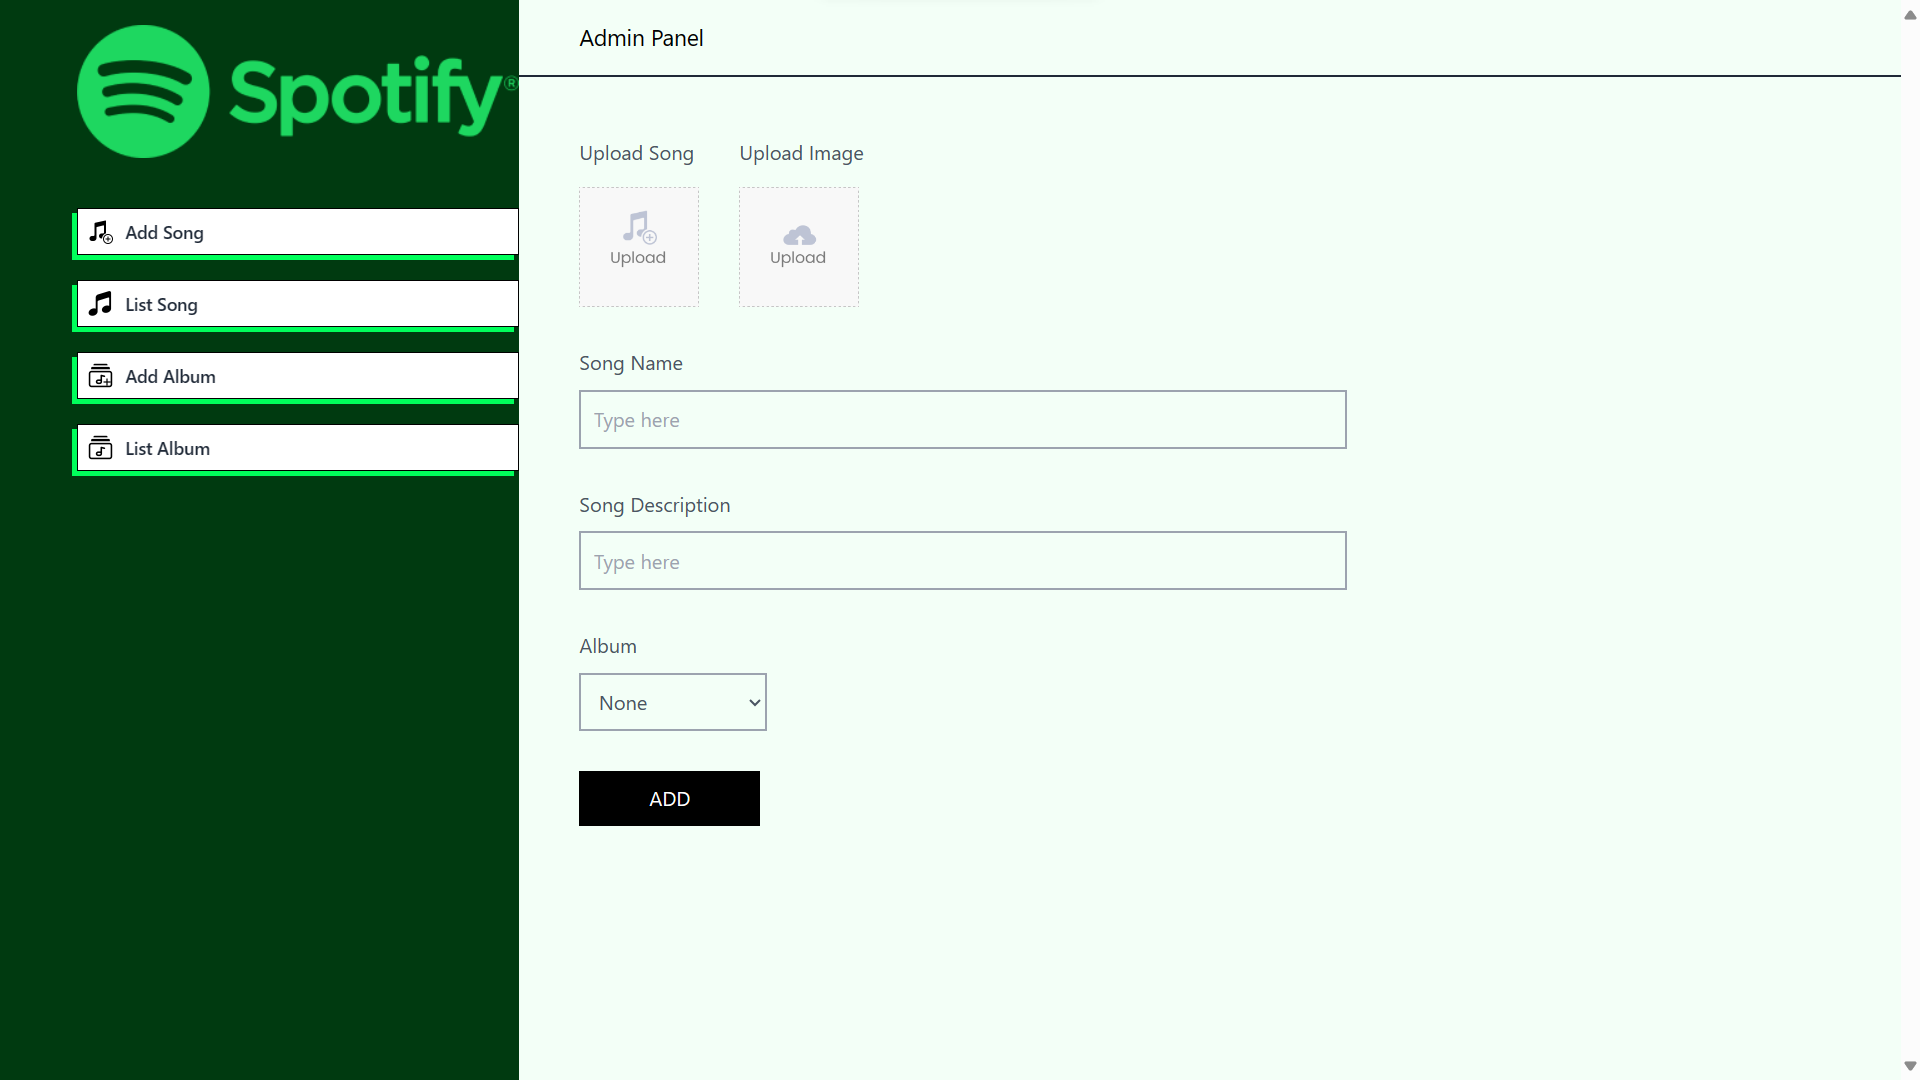 Spotify®
Add Song
List Song
Add Album
List Album
Admin Panel
Upload Song
Upload Image
Upload
Upload
Song Name
Type here
Song Description
Type here
Album
None
ADD